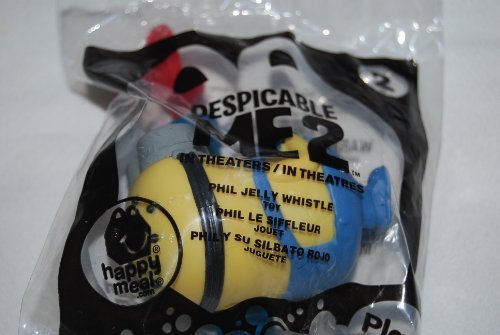 2
DESPICABLE
ME 2
IN THEATERS / IN THEATRES
PHIL JELLY WHISTLE
TOY
PHIL LE SIFFLEUR
JOUET
PHIL Y SU SILBATO ROJO
JUGUETE
happy
meal
.com